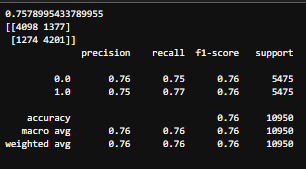 0.7578995433789955
[[4098 1377]
 [1274 4201]]
              precision    recall  f1-score   support

         0.0       0.76      0.75      0.76      5475
         1.0       0.75      0.77      0.76      5475

    accuracy                           0.76     10950
   macro avg       0.76      0.76      0.76     10950
weighted avg       0.76      0.76      0.76     10950